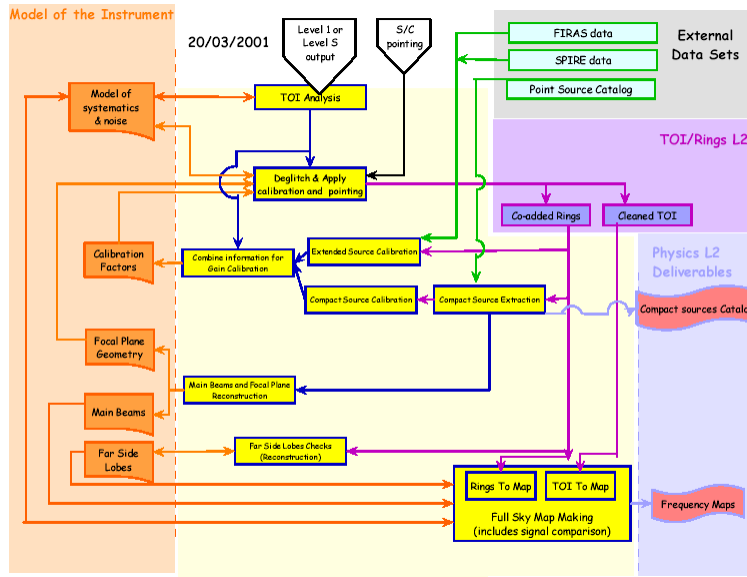 Model of the Instrument
20/03/2001
Level 1 or
Level S
output
S/C
pointing
FIRAS data
SPIRE data
Point Source Catalog
External
Data Sets
Model of
systematics
& noise
TOI Analysis
TOI/Rings L2
Deglitch & Apply
calibration and pointing
Co-added Rings
Cleaned TOI
Calibration
Factors
Combine information for
Gain Calibration
Extended Source Calibration
Physics L2
Deliverables
Compact Source Calibration
Compact Source Extraction
Compact sources Catalo
Focal Plane
Geometry
Main Beams and Focal Plane
Reconstruction
Main Beams
Far Side
Lobes
Far Side Lobes Checks
(Reconstruction)
Rings To Map
TOI To Map
Full Sky Map Making
(includes signal comparison)
Frequency Maps